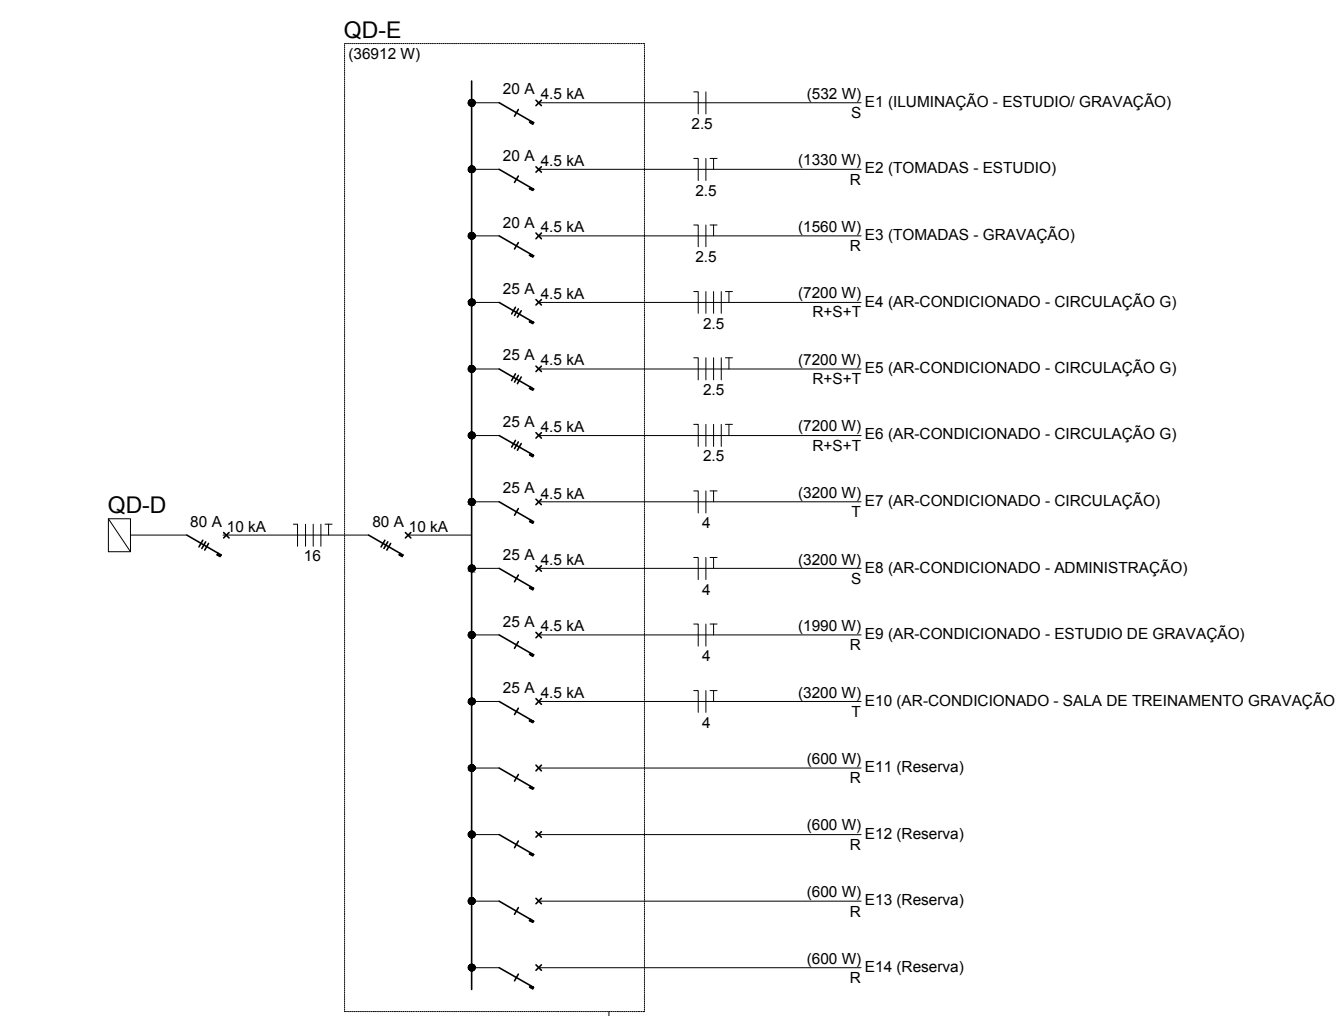 QD-E
(36912 W)
20 A 4.5 kA 2.5 (532 W) S E1 (ILUMINAÇÃO - ESTUDIO/ GRAVAÇÃO)
20 A 4.5 kA T 2.5 (1330 W) R E2 (TOMADAS - ESTUDIO)
20 A 4.5 kA T 2.5 (1560 W) R E3 (TOMADAS - GRAVAÇÃO)
25 A 4.5 kA T 2.5 (7200 W) R+S+T E4 (AR-CONDICIONADO - CIRCULAÇÃO G)
25 A 4.5 kA T 2.5 (7200 W) R+S+T E5 (AR-CONDICIONADO - CIRCULAÇÃO G)
25 A 4.5 kA T 2.5 (7200 W) R+S+T E6 (AR-CONDICIONADO - CIRCULAÇÃO G)
25 A 4.5 kA T 4 (3200 W) T E7 (AR-CONDICIONADO - CIRCULAÇÃO)
QD-D
80 A 10 kA T 16 80 A 10 kA
25 A 4.5 kA T 4 (3200 W) S E8 (AR-CONDICIONADO - ADMINISTRAÇÃO)
25 A 4.5 kA T 4 (1990 W) R E9 (AR-CONDICIONADO - ESTUDIO DE GRAVAÇÃO)
25 A 4.5 kA T 4 (3200 W) T E10 (AR-CONDICIONADO - SALA DE TREINAMENTO GRAVAÇÃO
(600 W) R E11 (Reserva)
(600 W) R E12 (Reserva)
(600 W) R E13 (Reserva)
(600 W) R E14 (Reserva)